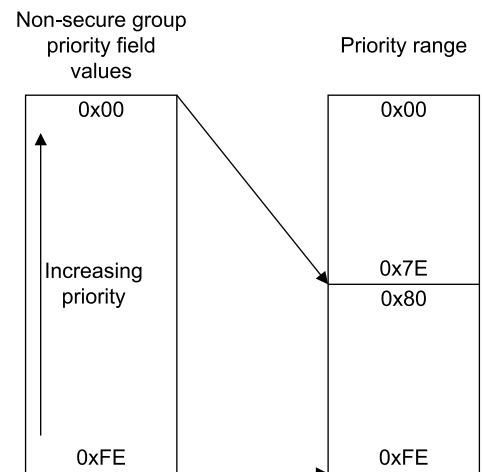 Non-secure group
priority field
values
Priority range
0x00
0x00
Increasing
priority
0x7E
0x80
0xFE
0xFE